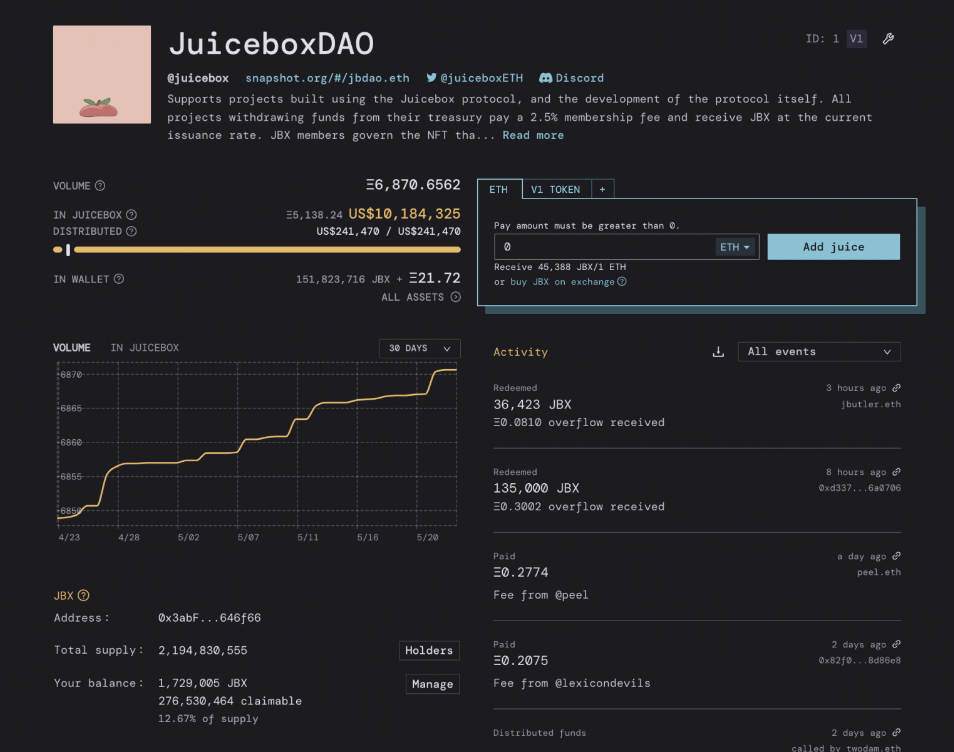 JuiceboxDAO
ID: 1 V1
@juicebox snapshot.org/#/jbdao.eth @juiceboxETH Discord
Supports projects built using the Juicebox protocol, and the development of the protocol itself. All
projects withdrawing funds from their treasury pay a 2.5% membership fee and receive JBX at the current
issuance rate. JBX members govern the NFT tha... Read more
VOLUME Ξ6,870.6562
IN JUICEBOX Ξ5,138.24 US$10,184,325
DISTRIBUTED US$241,470 / US$241,470
IN WALLET 151,823,716 JBX + Ξ21.72
ALL ASSETS
ETH V1 TOKEN +
Pay amount must be greater than 0.
0 ETH Add juice
Receive 45,388 JBX/1 ETH
or buy JBX on exchange
VOLUME IN JUICEBOX 30 DAYS
6870
6865
6860
6855
6850
4/23 4/28 5/02 5/07 5/11 5/16 5/20
JBX
Address: 0x3abF...646f66
Total supply: 2,194,830,555 Holders
Your balance: 1,729,005 JBX Manage
276,530,464 claimable
12.67% of supply
Activity All events
Redeemed 3 hours ago
36,423 JBX jbutler.eth
Ξ0.0810 overflow received
Redeemed 8 hours ago
135,000 JBX 0xd337...6a0706
Ξ0.3002 overflow received
Paid a day ago
Ξ0.2774 peel.eth
Fee from @peel
Paid 2 days ago
Ξ0.2075 0x82f0...8d86e8
Fee from @lexicondevils
Distributed funds 2 days ago
called by twodam.eth